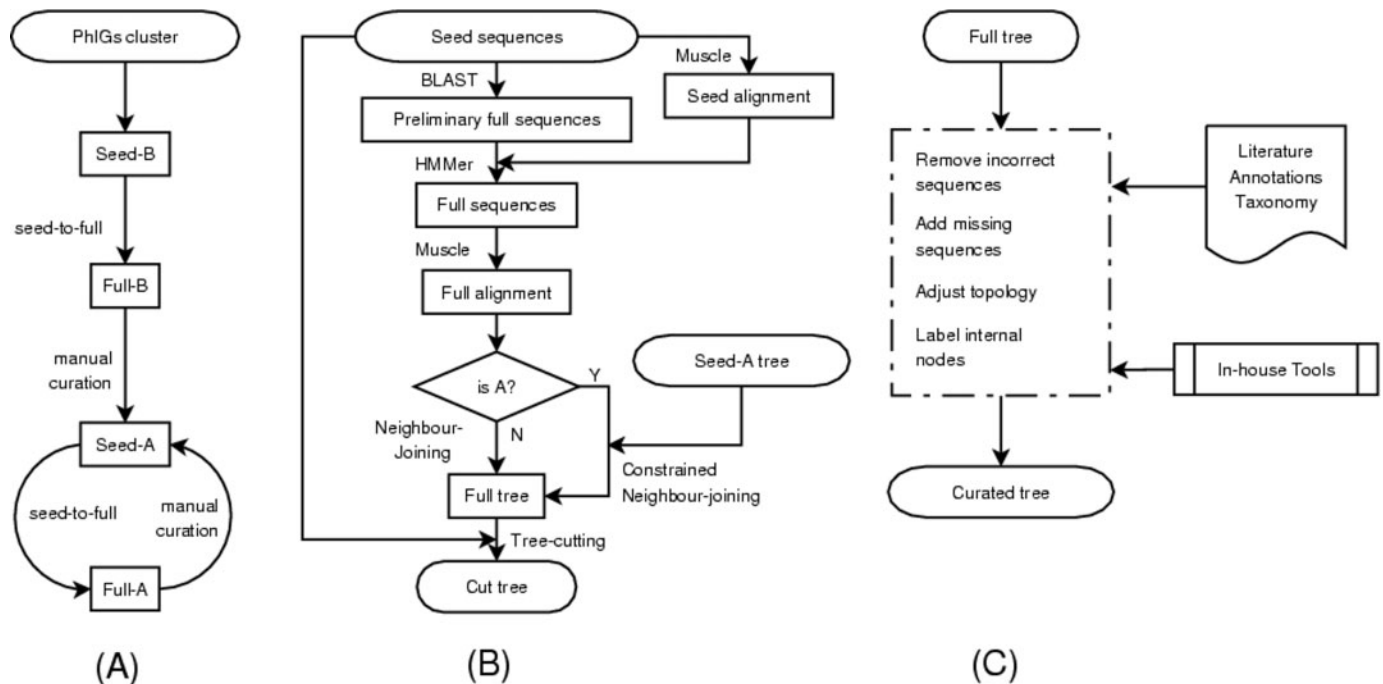 PhIGs cluster
Seed-B
seed-to-full
Full-B
manual
curation
Seed-A
seed-to-full
manual
curation
Full-A
(A)
Seed sequences
BLAST
Muscle
Seed alignment
Preliminary full sequences
HMMer
Full sequences
Muscle
Full alignment
is A?
Y
Seed-A tree
Neighbour-
Joining
N
Constrained
Neighbour-joining
Full tree
Tree-cutting
Cut tree
(B)
Full tree
Remove incorrect
sequences
Add missing
sequences
Adjust topology
Label internal
nodes
Literature
Annotations
Taxonomy
In-house Tools
Curated tree
(C)